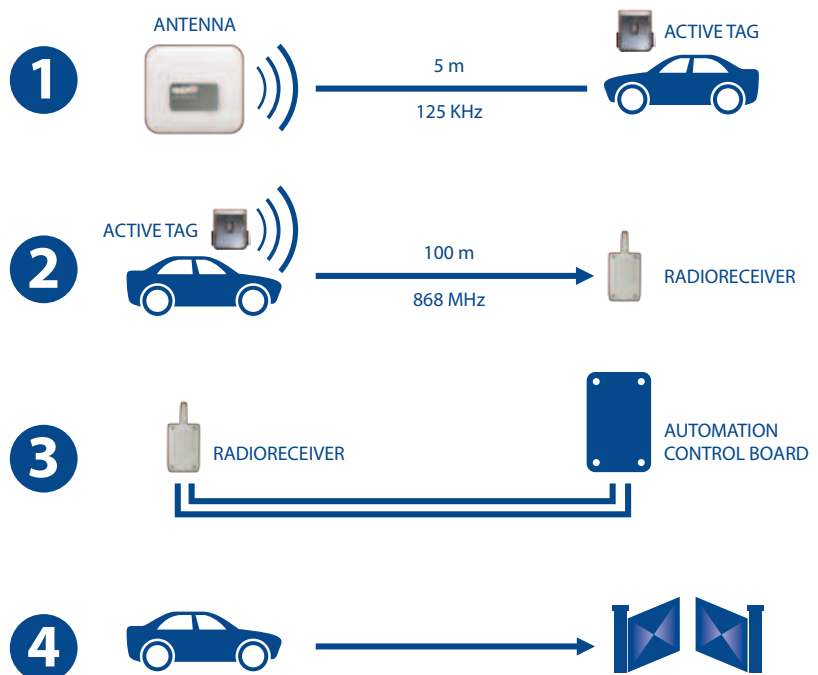 ANTENNA
ACTIVE TAG
1
5 m
125 KHz
ACTIVE TAG
2
100 m
868 MHz
RADIORECEIVER
3
RADIORECEIVER
AUTOMATION
CONTROL BOARD
4